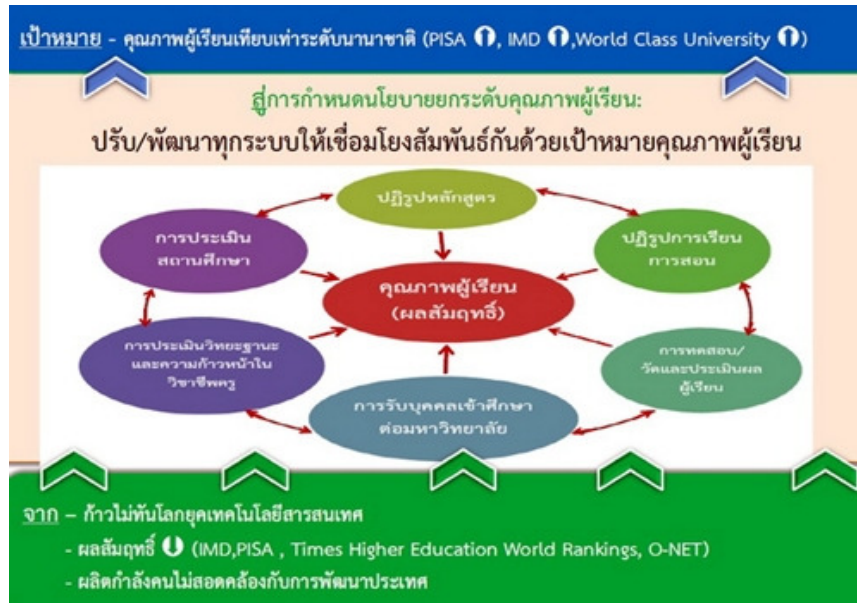 เป้าหมาย - คุณภาพผู้เรียนเทียบเท่าระดับนานาชาติ (PISA ⬆, IMD ⬆,World Class University ⬆)
สู่การกำหนดนโยบายยกระดับคุณภาพผู้เรียน:
ปรับ/พัฒนาทุกระบบให้เชื่อมโยงสัมพันธ์กันด้วยเป้าหมายคุณภาพผู้เรียน
ปฏิรูปหลักสูตร
การประเมิน
สถานศึกษา
ปฏิรูปการเรียน
การสอน
คุณภาพผู้เรียน
(ผลสัมฤทธิ์)
การประเมินวิทยะฐานะ
และความก้าวหน้าใน
วิชาชีพครู
การทดสอบ/
วัดและประเมินผล
ผู้เรียน
การรับบุคคลเข้าศึกษา
ต่อมหาวิทยาลัย
จาก – ก้าวไม่ทันโลกยุคเทคโนโลยีสารสนเทศ
- ผลสัมฤทธิ์ ⬇ (IMD,PISA , Times Higher Education World Rankings, O-NET)
- ผลิตกำลังคนไม่สอดคล้องกับการพัฒนาประเทศ